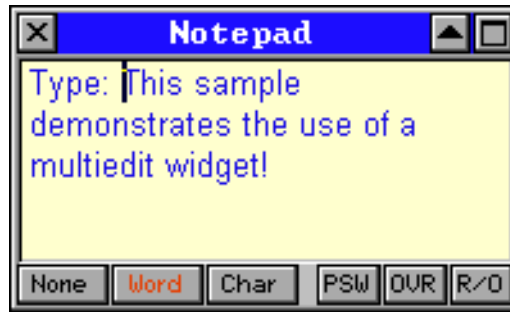 Notepad
Type: This sample
demonstrates the use of a
multiedit widget!
None Word Char PSW OVR R/O